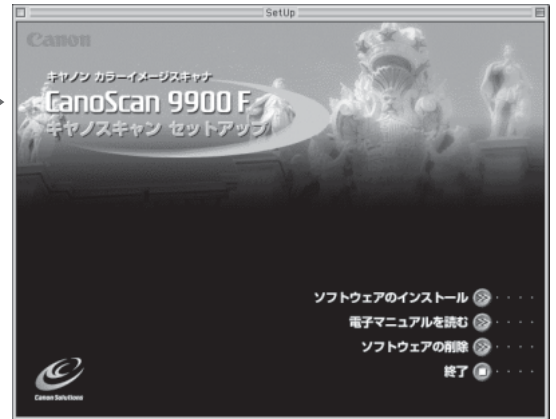 SetUp
Canon
キヤノン カラーイメージスキャナ
CanoScan 9900 F
キヤノスキャン セットアップ
ソフトウェアのインストール
電子マニュアルを読む
ソフトウェアの削除
終了
Canon Solutions